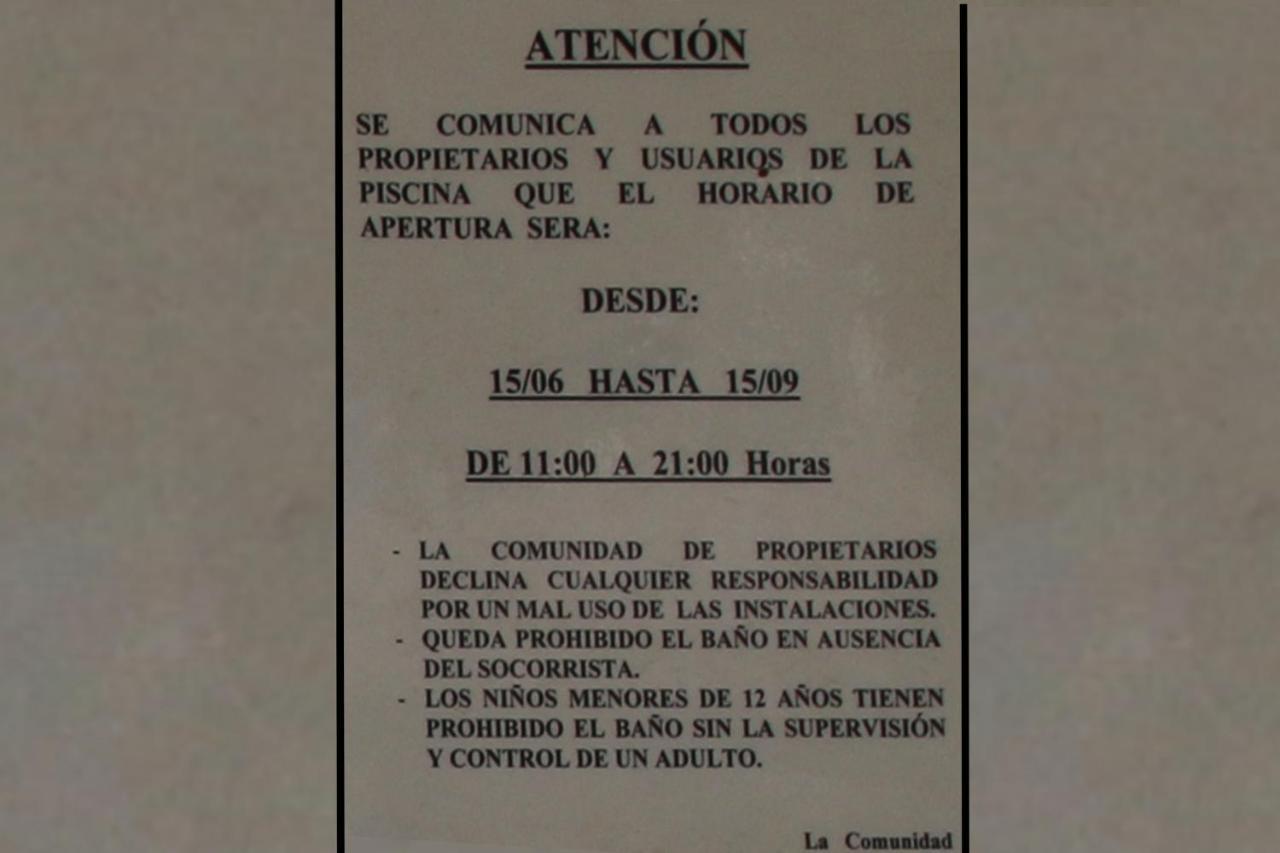 ATENCIÓN
SE COMUNICA A TODOS LOS
PROPIETARIOS Y USUARIOS DE LA
PISCINA QUE EL HORARIO DE
APERTURA SERA:
DESDE:
15/06 HASTA 15/09
DE 11:00 A 21:00 Horas
- LA COMUNIDAD DE PROPIETARIOS
DECLINA CUALQUIER RESPONSABILIDAD
POR UN MAL USO DE LAS INSTALACIONES.
- QUEDA PROHIBIDO EL BAÑO EN AUSENCIA
DEL SOCORRISTA.
- LOS NIÑOS MENORES DE 12 AÑOS TIENEN
PROHIBIDO EL BAÑO SIN LA SUPERVISIÓN
Y CONTROL DE UN ADULTO.
La Comunidad